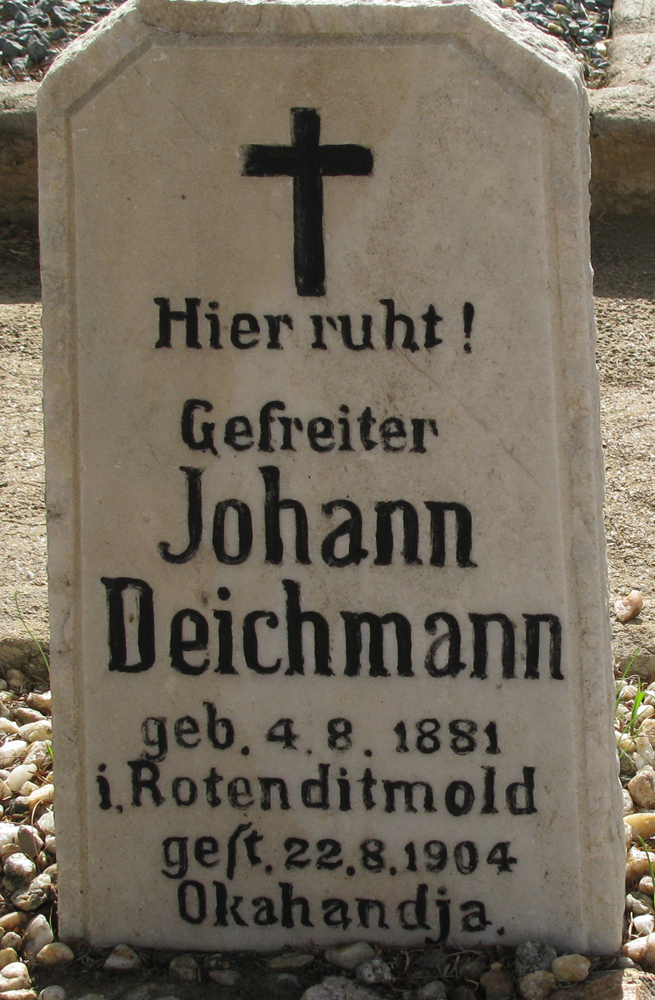 Hier ruht!
Gefreiter
Johann
Deichmann
geb. 4.8. 1881
i. Rotenditmold
geſt. 22.8.1904
Okahandja.